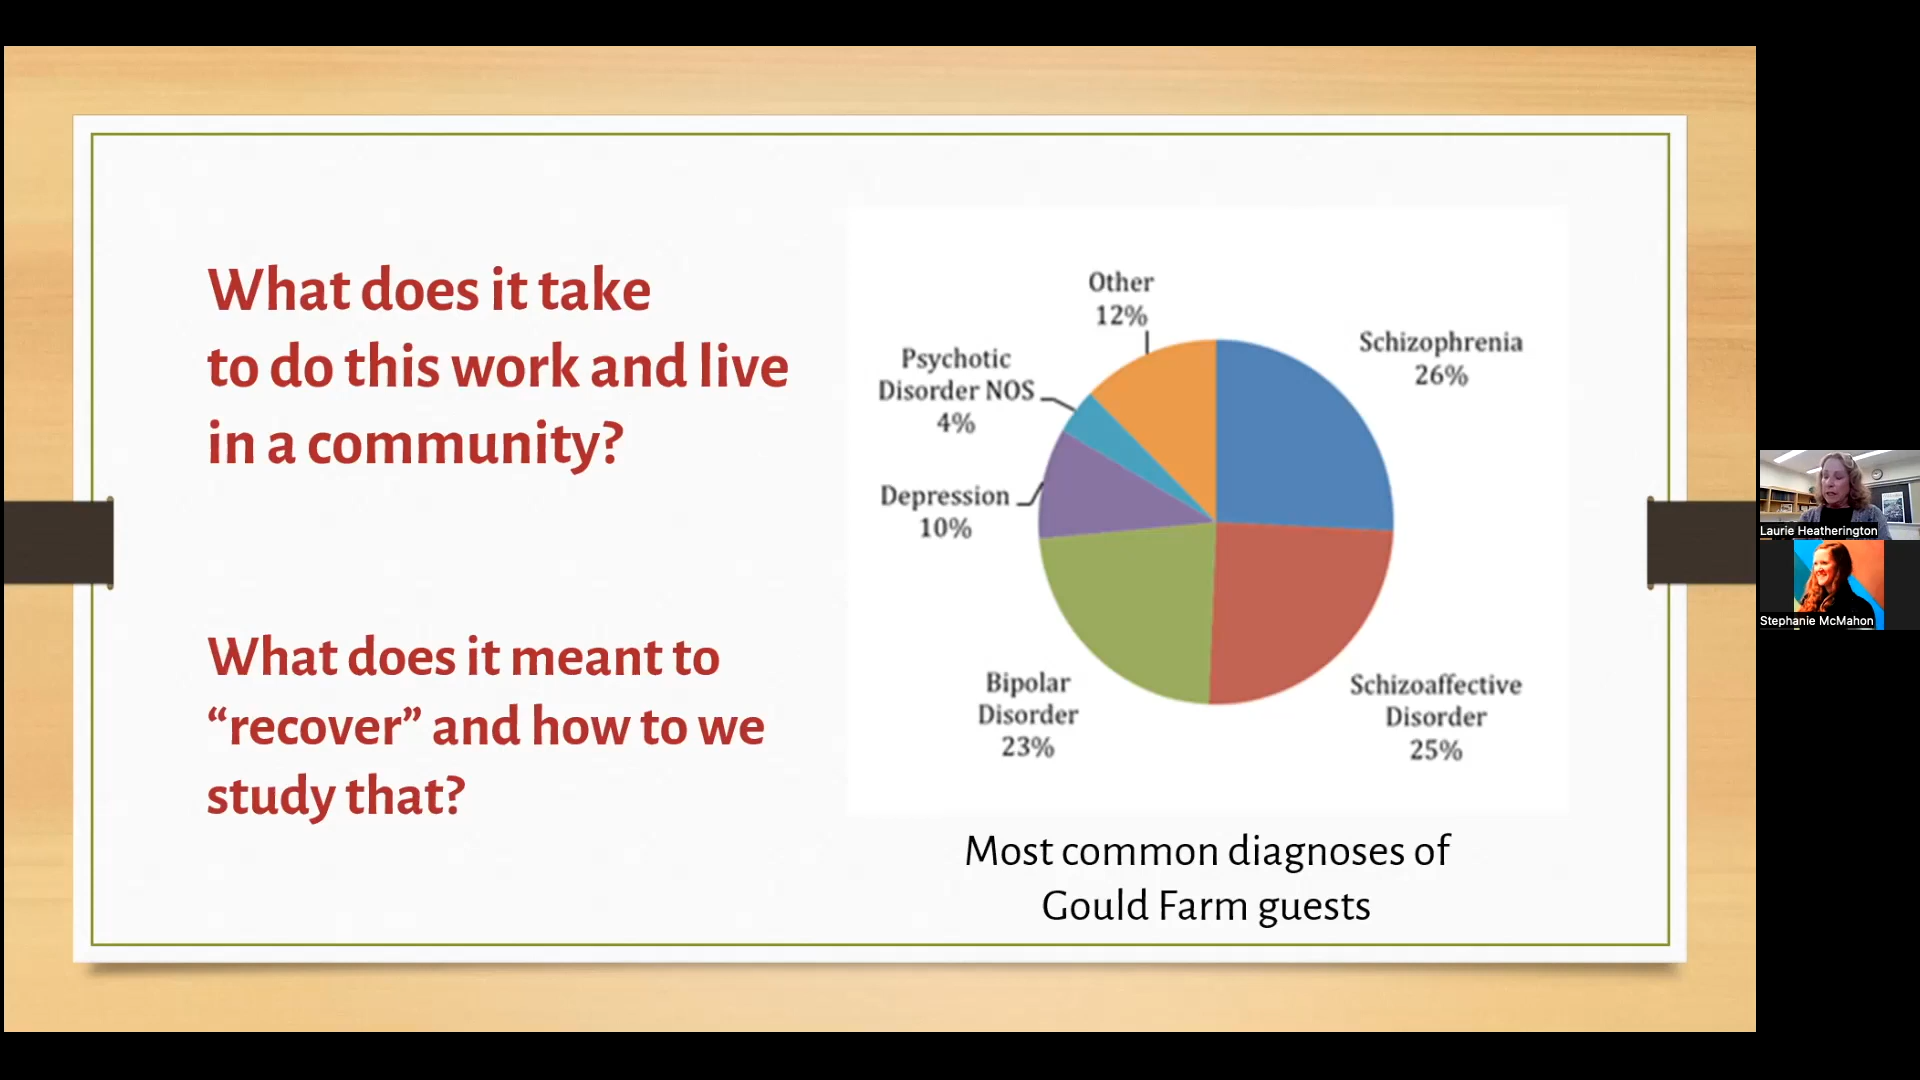 What does it take
to do this work and live
in a community?
What does it meant to
“recover” and how to we
study that?
Other
12%
Schizophrenia
26%
Psychotic
Disorder NOS
4%
Depression
10%
Bipolar
Disorder
23%
Schizoaffective
Disorder
25%
Most common diagnoses of
Gould Farm guests
Laurie Heatherington
Stephanie McMahon